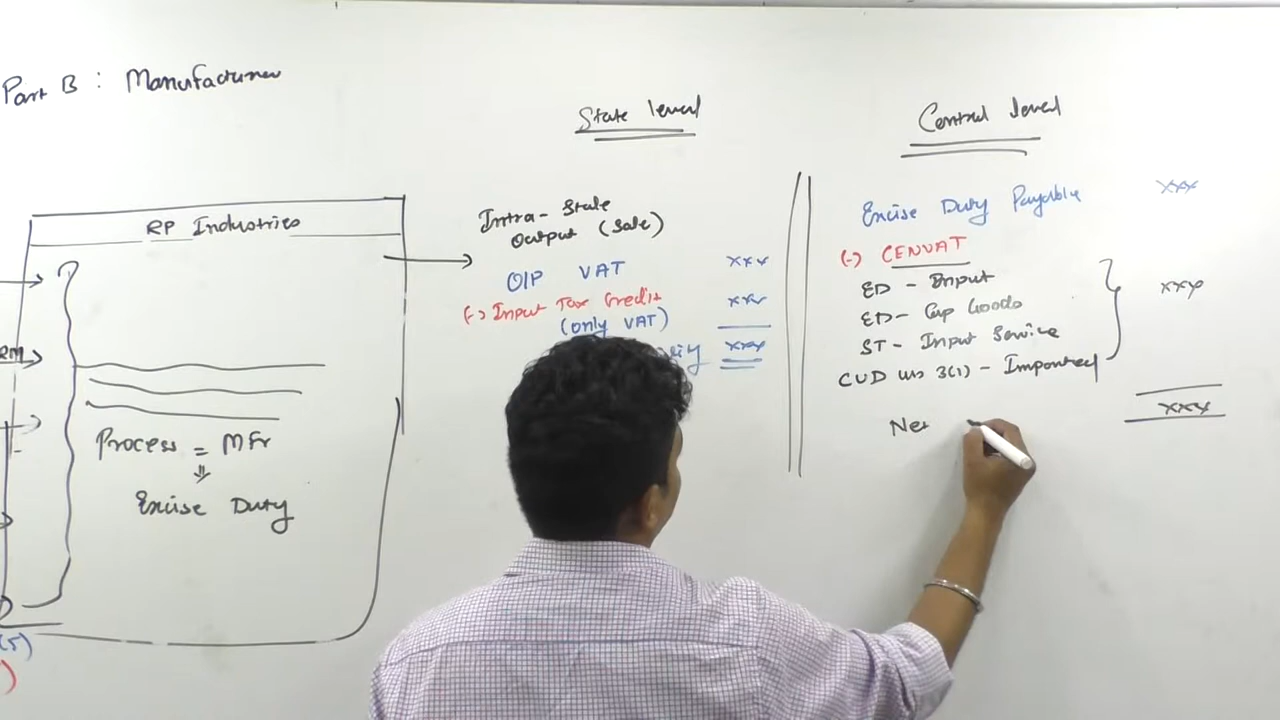 Part B : Manufacturer
State level
Central level
RP Industries
RM
Process = MFr
Excise Duty
(5)
)
Intra - State
Output (Sale)
O/P VAT xxx
(-) Input Tax Credit xxx
(only VAT)
xxx
Excise Duty Payable xxx
(-) CENVAT
ED - Input
ED - Cap Goods xxx
ST - Input Service
CVD u/s 3(1) - Imported
xxx
Net